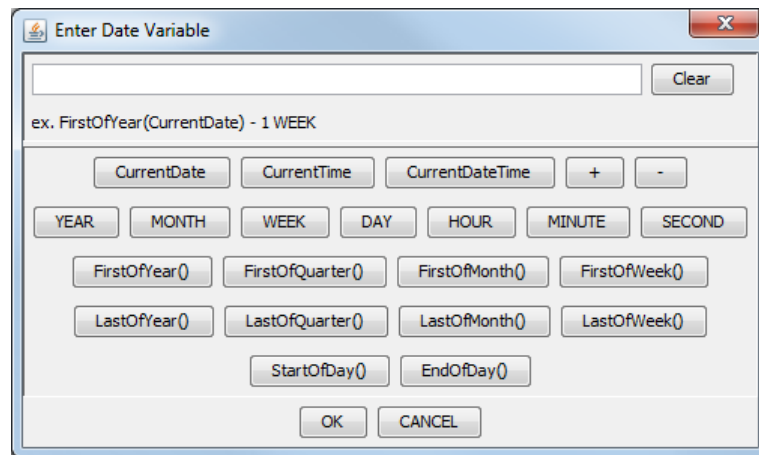 Enter Date Variable
Clear
ex. FirstOfYear(CurrentDate) - 1 WEEK
CurrentDate CurrentTime CurrentDateTime + -
YEAR MONTH WEEK DAY HOUR MINUTE SECOND
FirstOfYear() FirstOfQuarter() FirstOfMonth() FirstOfWeek()
LastOfYear() LastOfQuarter() LastOfMonth() LastOfWeek()
StartOfDay() EndOfDay()
OK CANCEL